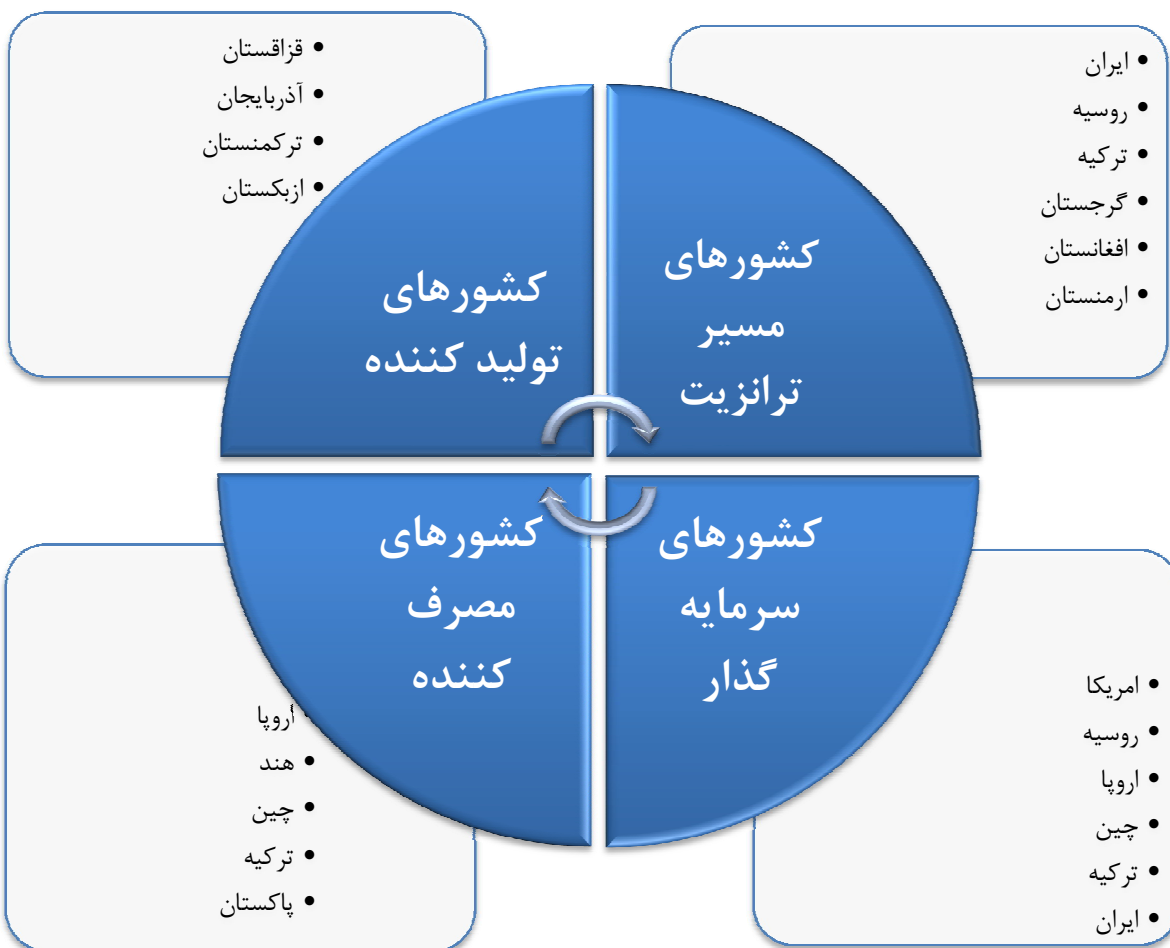 ایران
روسیه
ترکیه
گرجستان
افغانستان
ارمنستان
قزاقستان
آذربایجان
ترکمنستان
ازبکستان
کشورهای
مسیر
ترانزیت
کشورهای
تولید کننده
کشورهای
سرمایه
گذار
کشورهای
مصرف
کننده
امریکا
روسیه
اروپا
چین
ترکیه
ایران
اروپا
هند
چین
ترکیه
پاکستان